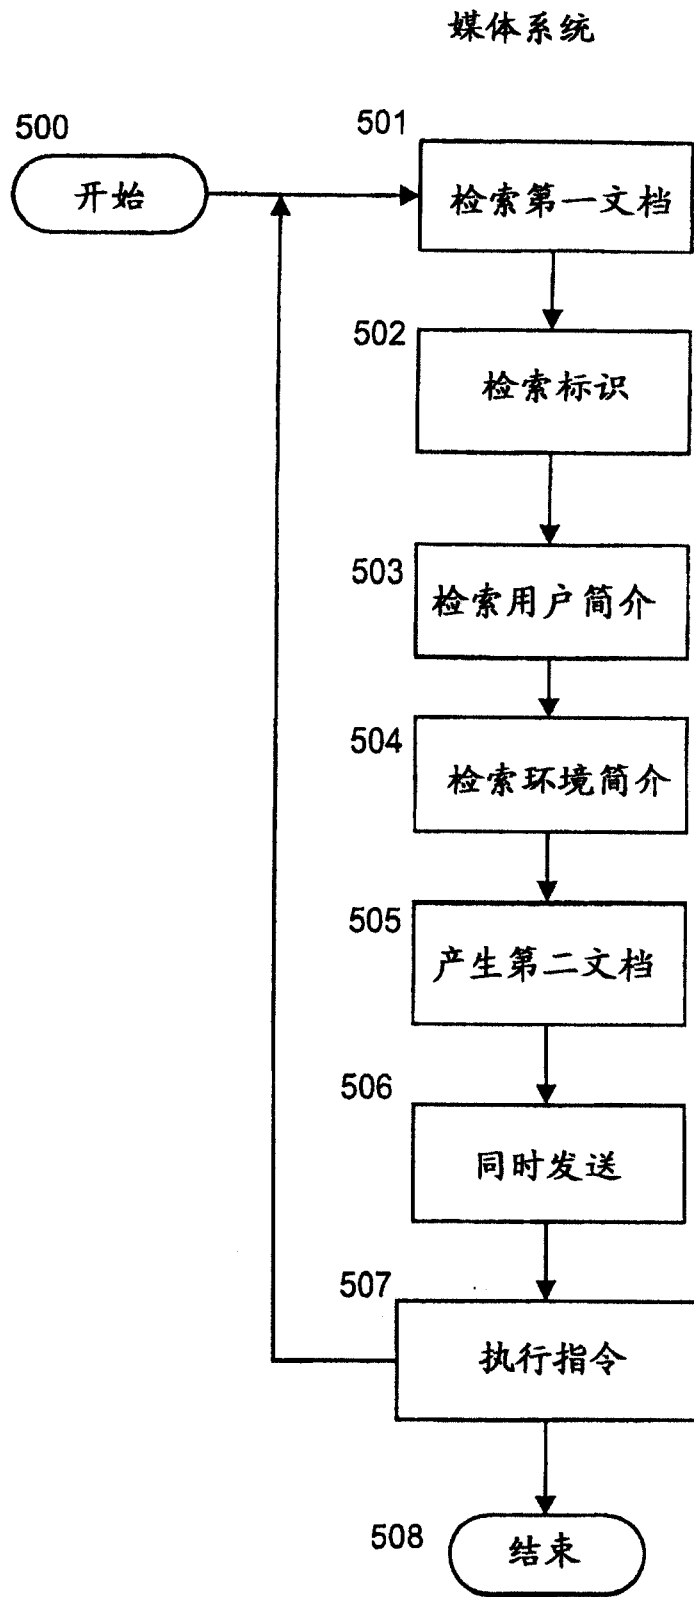 媒体系统
500
开始
501
检索第一文档
502
检索标识
503
检索用户简介
504
检索环境简介
505
产生第二文档
506
同时发送
507
执行指令
508
结束